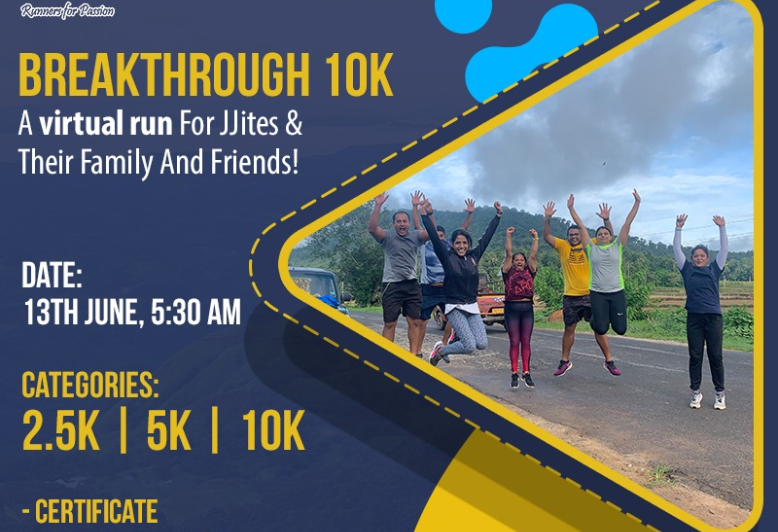 Runners for Passion
BREAKTHROUGH 10K
A virtual run For JJites &
Their Family And Friends!
DATE:
13TH JUNE, 5:30 AM
CATEGORIES:
2.5K | 5K | 10K
- CERTIFICATE